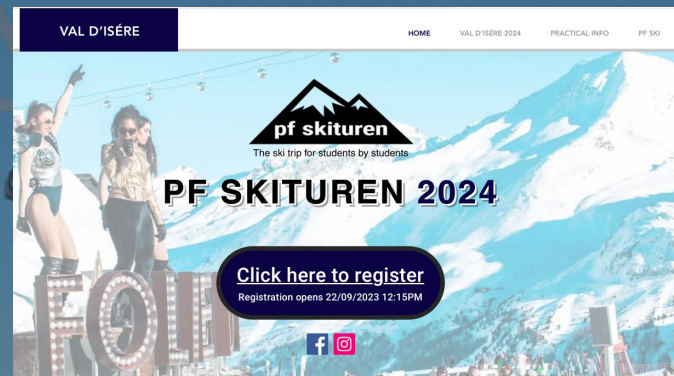 VAL D'ISÉRE
HOME VAL D'ISÉRE 2024 PRACTICAL INFO PF SKI
pf skituren
The ski trip for students by students
PF SKITUREN 2024
Click here to register
Registration opens 22/09/2023 12:15PM
FOLIE